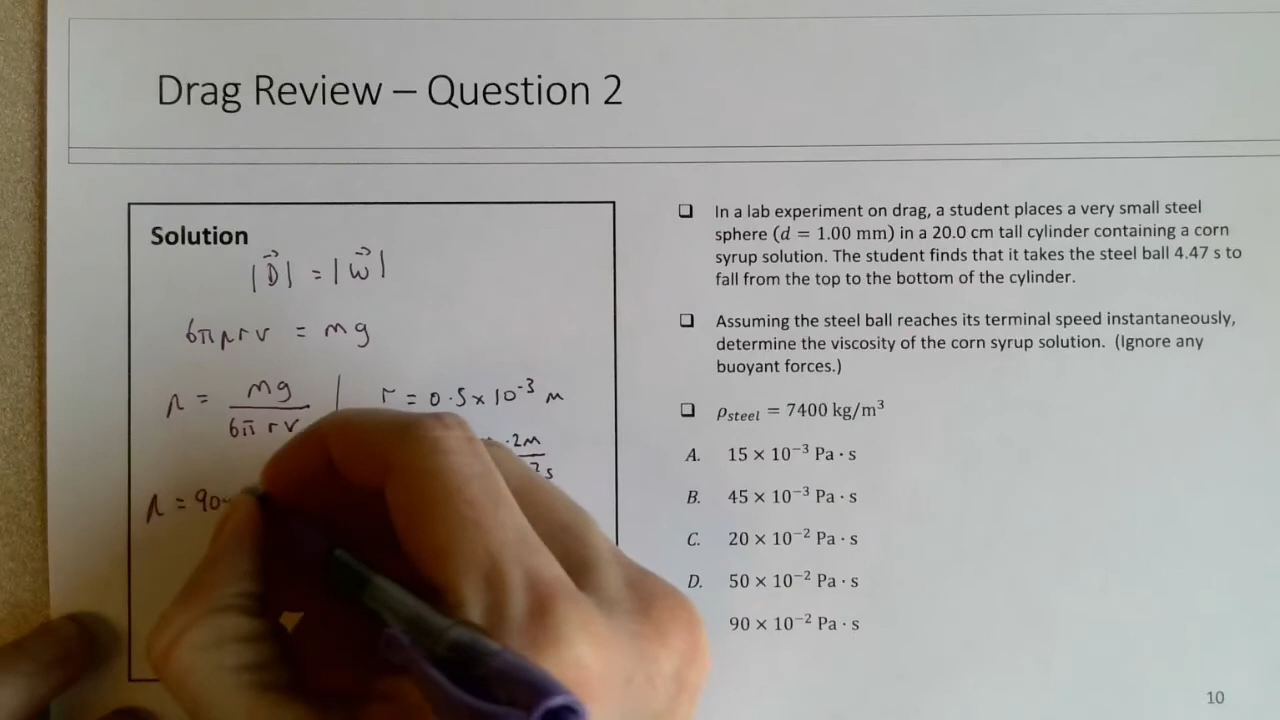 Drag Review – Question 2
Solution
|D⃗| = |W⃗|
6πμrv = mg
μ = mg / 6π rv
r = 0.5 × 10⁻³ m
.2m
s
μ = 90
❑ In a lab experiment on drag, a student places a very small steel
sphere (d = 1.00 mm) in a 20.0 cm tall cylinder containing a corn
syrup solution. The student finds that it takes the steel ball 4.47 s to
fall from the top to the bottom of the cylinder.
❑ Assuming the steel ball reaches its terminal speed instantaneously,
determine the viscosity of the corn syrup solution. (Ignore any
buoyant forces.)
❑ ρsteel = 7400 kg/m³
A. 15 × 10⁻³ Pa · s
B. 45 × 10⁻³ Pa · s
C. 20 × 10⁻² Pa · s
D. 50 × 10⁻² Pa · s
90 × 10⁻² Pa · s
10